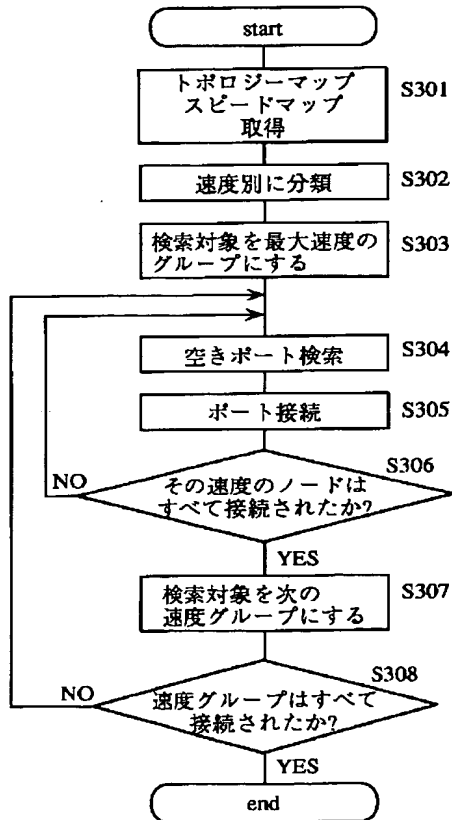 start
トポロジーマップ
スピードマップ
取得
S301
速度別に分類
S302
検索対象を最大速度の
グループにする
S303
空きポート検索
S304
ポート接続
S305
S306
NO
その速度のノードは
すべて接続されたか?
YES
検索対象を次の
速度グループにする
S307
S308
NO
速度グループはすべて
接続されたか?
YES
end